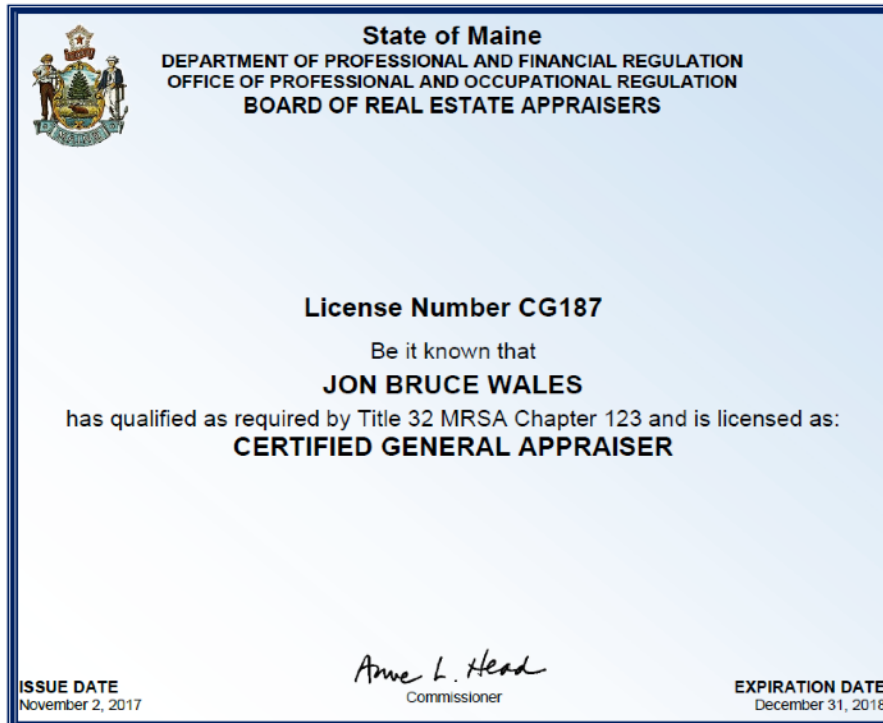 State of Maine
DEPARTMENT OF PROFESSIONAL AND FINANCIAL REGULATION
OFFICE OF PROFESSIONAL AND OCCUPATIONAL REGULATION
BOARD OF REAL ESTATE APPRAISERS
License Number CG187
Be it known that
JON BRUCE WALES
has qualified as required by Title 32 MRSA Chapter 123 and is licensed as:
CERTIFIED GENERAL APPRAISER
Anne L. Head
Commissioner
ISSUE DATE
November 2, 2017
EXPIRATION DATE
December 31, 2018